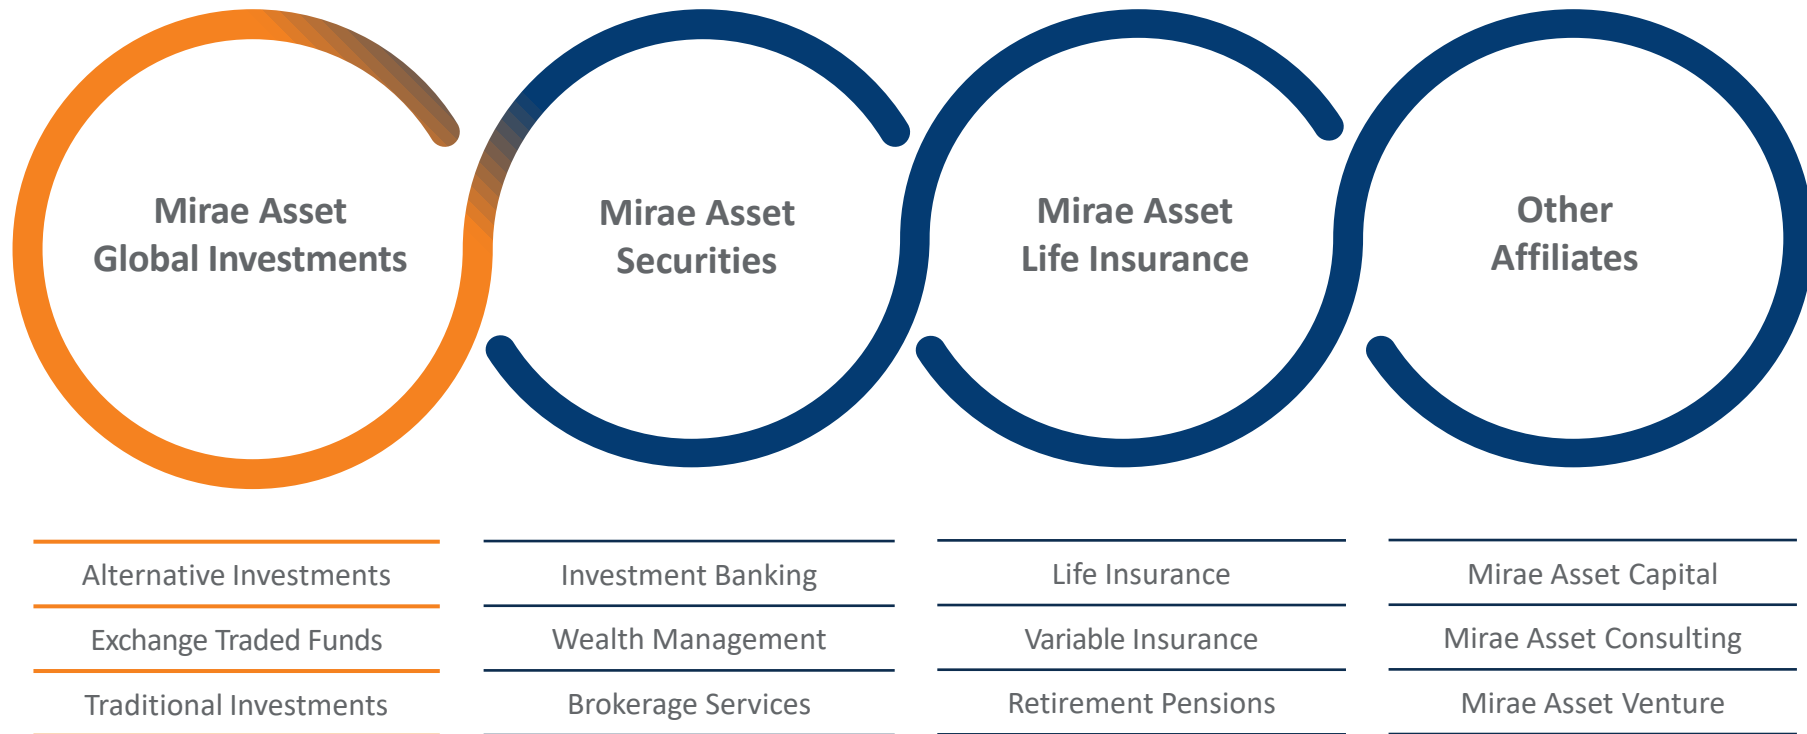 Mirae Asset
Global Investments
Mirae Asset
Securities
Mirae Asset
Life Insurance
Other
Affiliates
Alternative Investments
Exchange Traded Funds
Traditional Investments
Investment Banking
Wealth Management
Brokerage Services
Life Insurance
Variable Insurance
Retirement Pensions
Mirae Asset Capital
Mirae Asset Consulting
Mirae Asset Venture